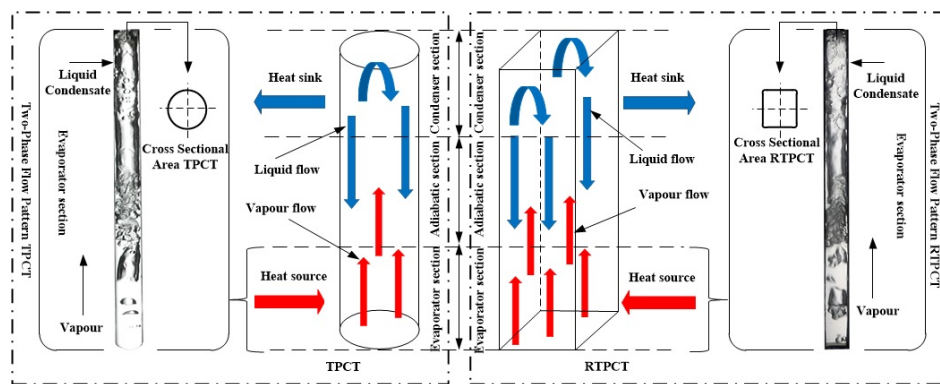 Two-Phase Flow Pattern TPCT
Evaporator section
Liquid
Condensate
Vapour
Cross Sectional
Area TPCT
Heat sink
Liquid flow
Vapour flow
Heat source
TPCT
Condenser section
Adiabatic section
Evaporator section
Condenser section
Adiabatic section
Evaporator section
Heat sink
Liquid flow
Vapour flow
Heat source
RTPCT
Cross Sectional
Area RTPCT
Liquid
Condensate
Evaporator section
Vapour
Two-Phase Flow Pattern RTPCT